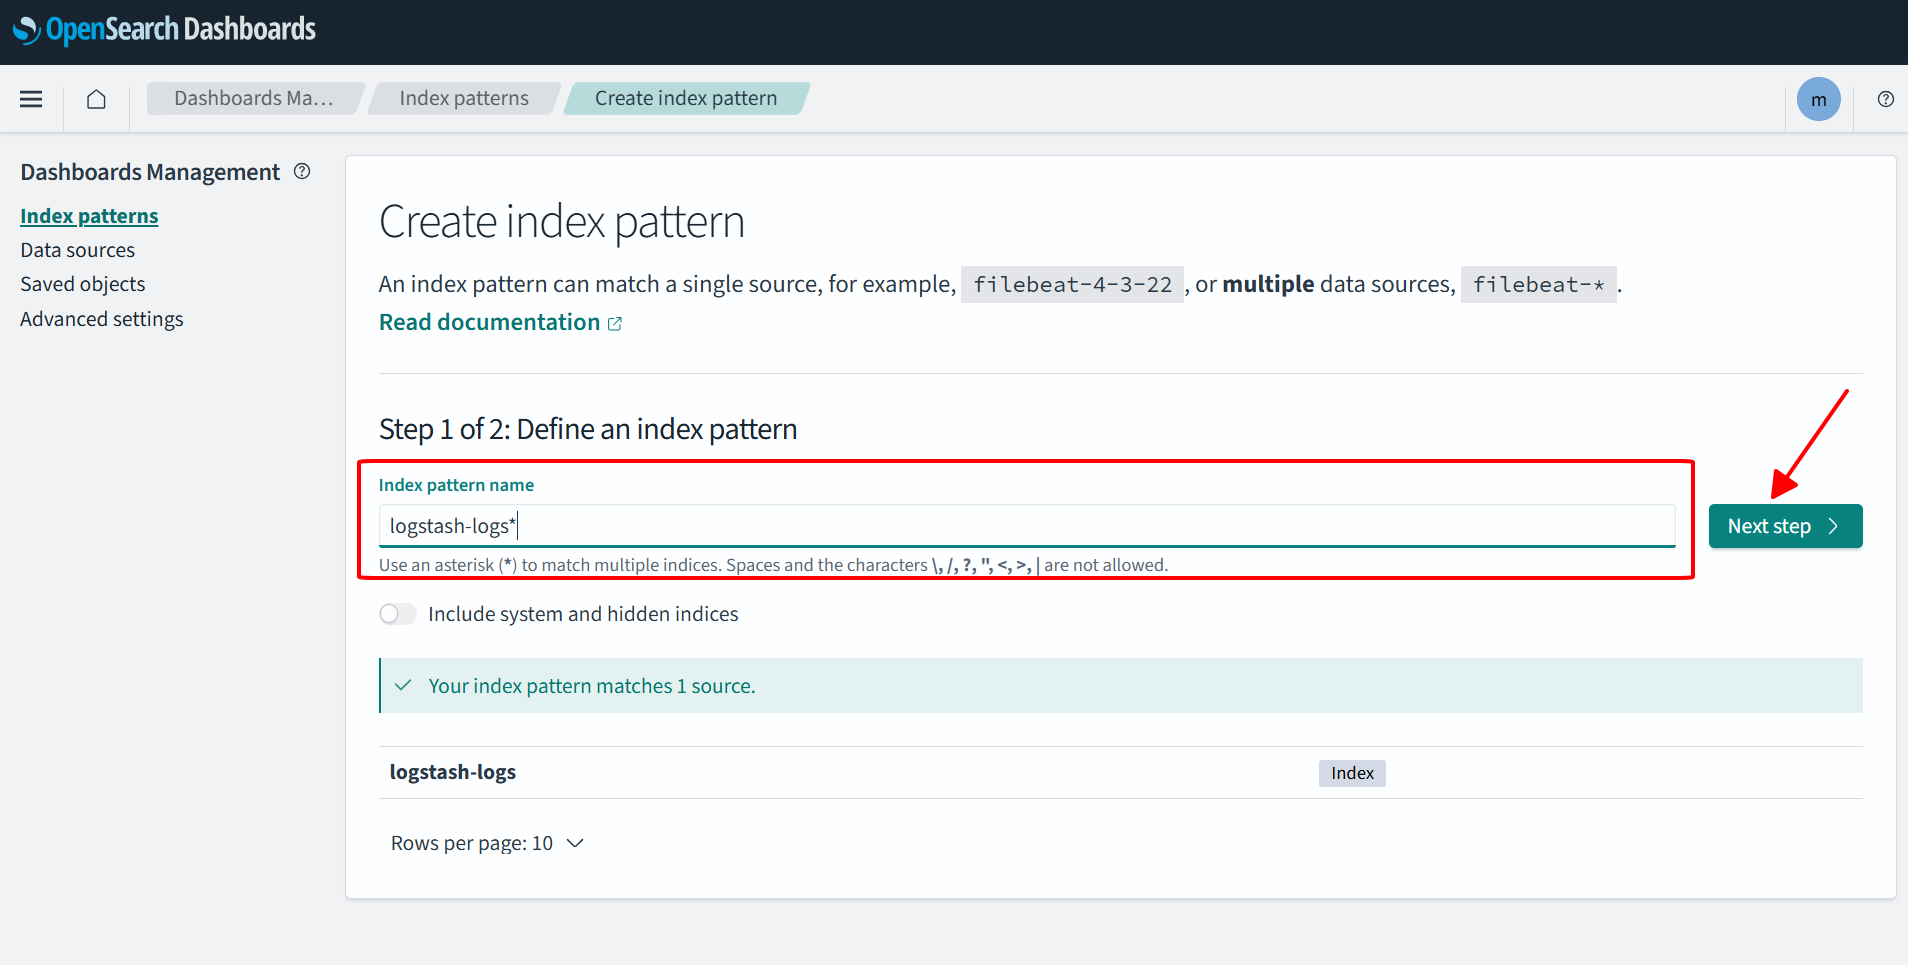 OpenSearch Dashboards
Dashboards Ma...
Index patterns
Create index pattern
m
Dashboards Management
Index patterns
Data sources
Saved objects
Advanced settings
Create index pattern
An index pattern can match a single source, for example, filebeat-4-3-22 , or multiple data sources, filebeat-* .
Read documentation
Step 1 of 2: Define an index pattern
Index pattern name
logstash-logs*
Next step
Use an asterisk (*) to match multiple indices. Spaces and the characters \, /, ?, ", <, >, | are not allowed.
Include system and hidden indices
Your index pattern matches 1 source.
logstash-logs
Index
Rows per page: 10